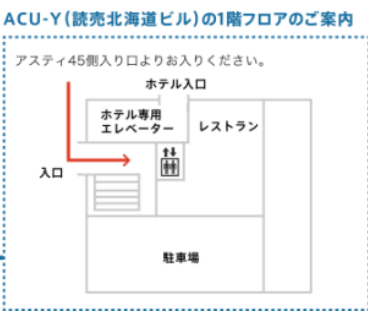 ACU-Y(読売北海道ビル)の1階フロアのご案内
アスティ45側入り口よりお入りください。
ホテル入口
ホテル専用
エレベーター
レストラン
入口
駐車場